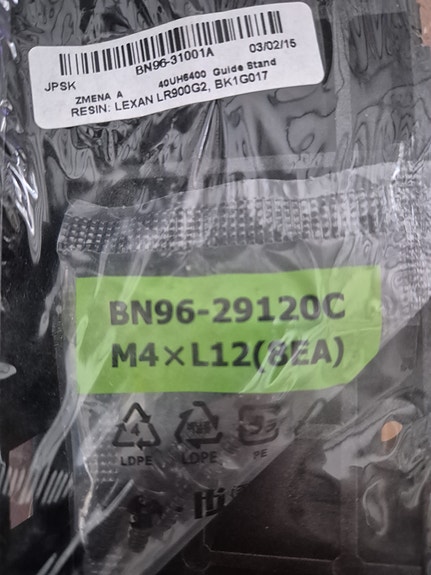 BN96-31001A
03/02/15
JPSK
40UH6400 Guide Stand
ZMENA A
RESIN: LEXAN LR900G2, BK1G017
BN96-29120C
M4×L12(8EA)
4
LDPE
LDPE
PE